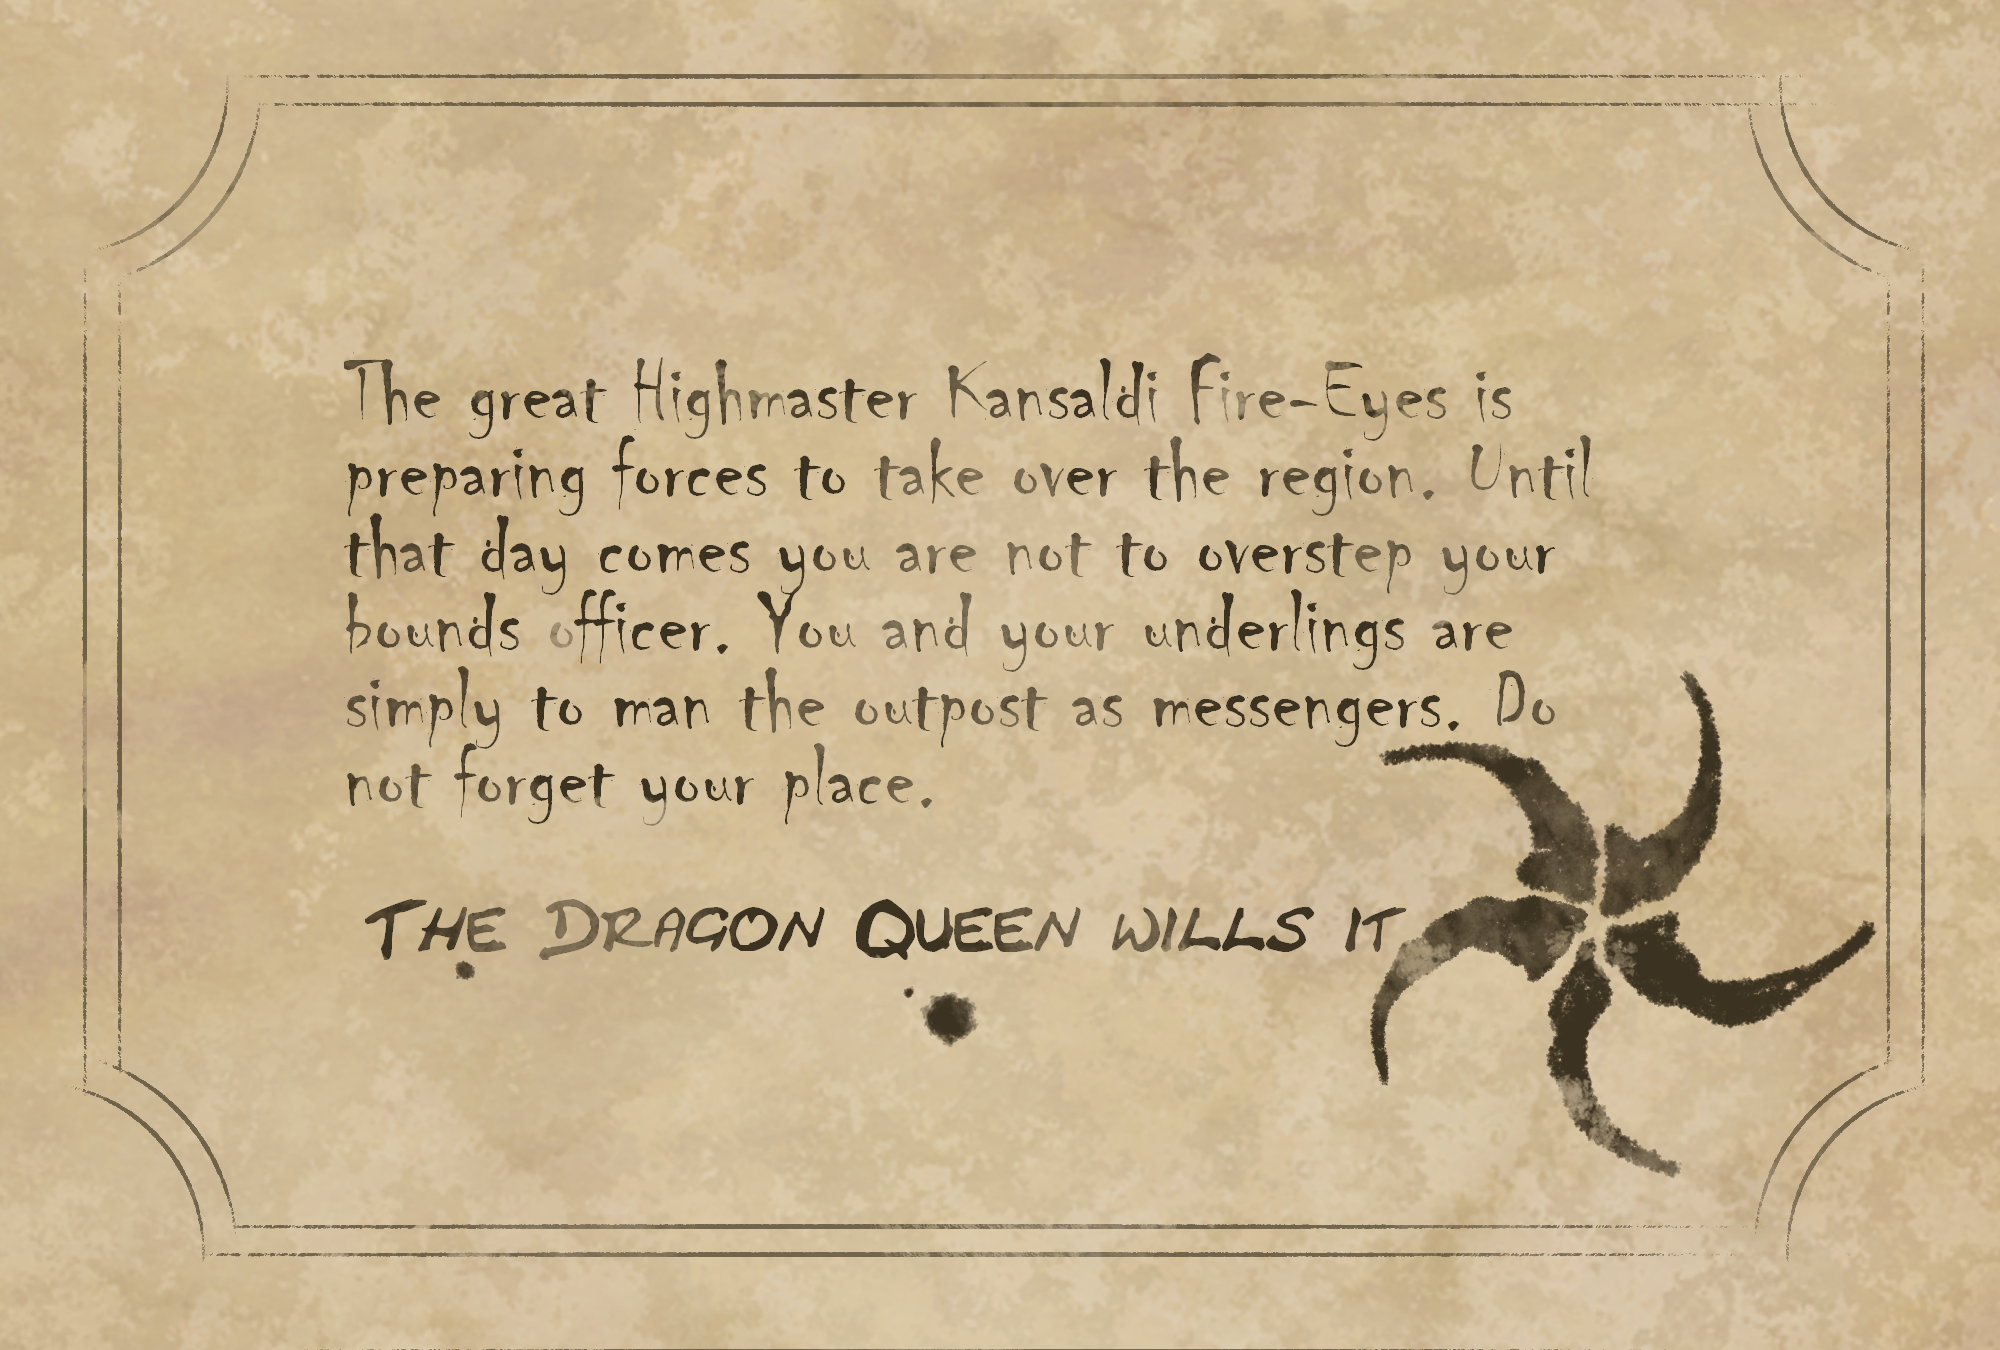 The great Highmaster Kansaldi Fire-Eyes is
preparing forces to take over the region. Until
that day comes you are not to overstep your
bounds officer. You and your underlings are
simply to man the outpost as messengers. Do
not forget your place.
THE DRAGON QUEEN WILLS IT